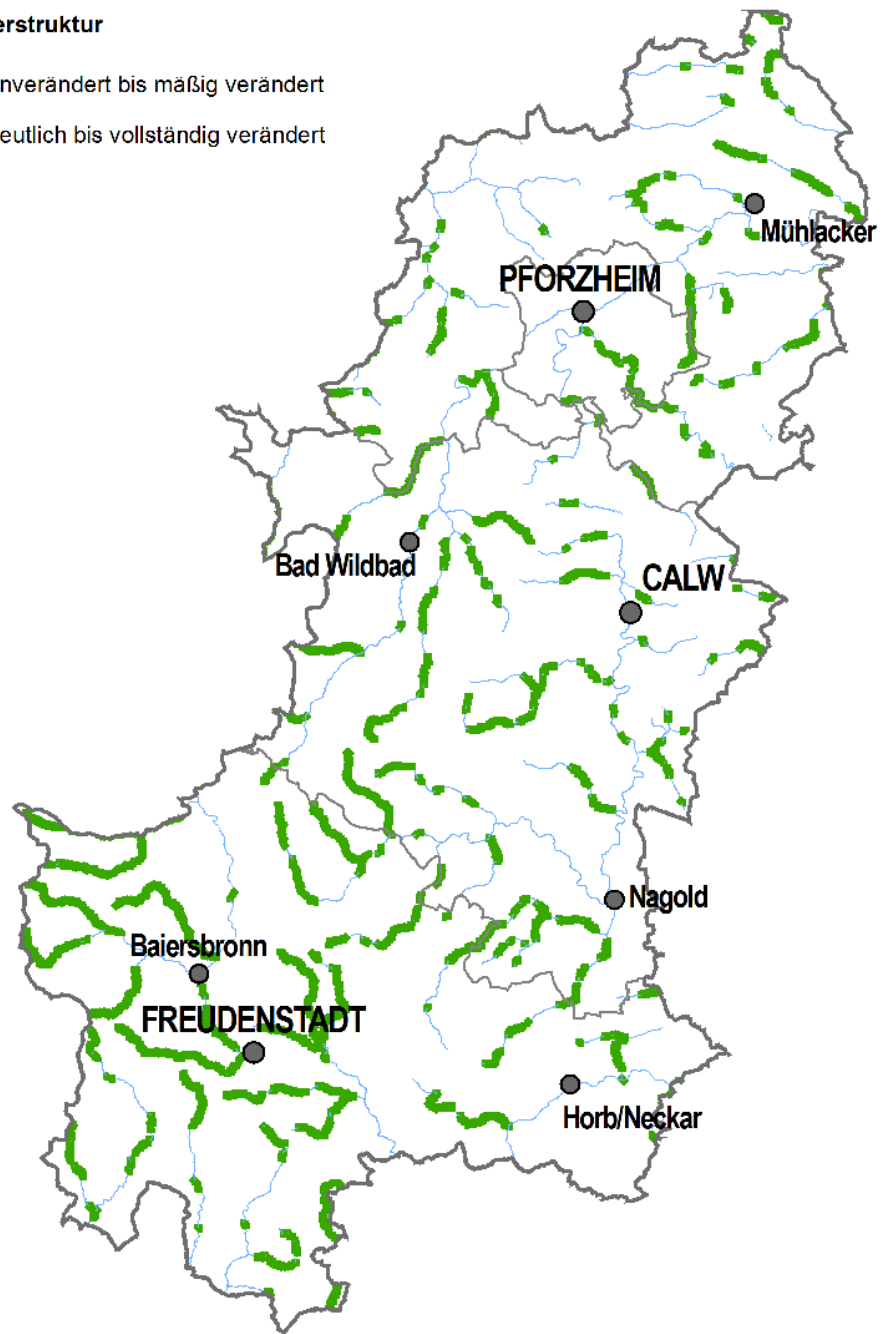 erstruktur
nverändert bis mäßig verändert
eutlich bis vollständig verändert
Mühlacker
PFORZHEIM
Bad Wildbad
CALW
Nagold
Baiersbronn
FREUDENSTADT
Horb/Neckar